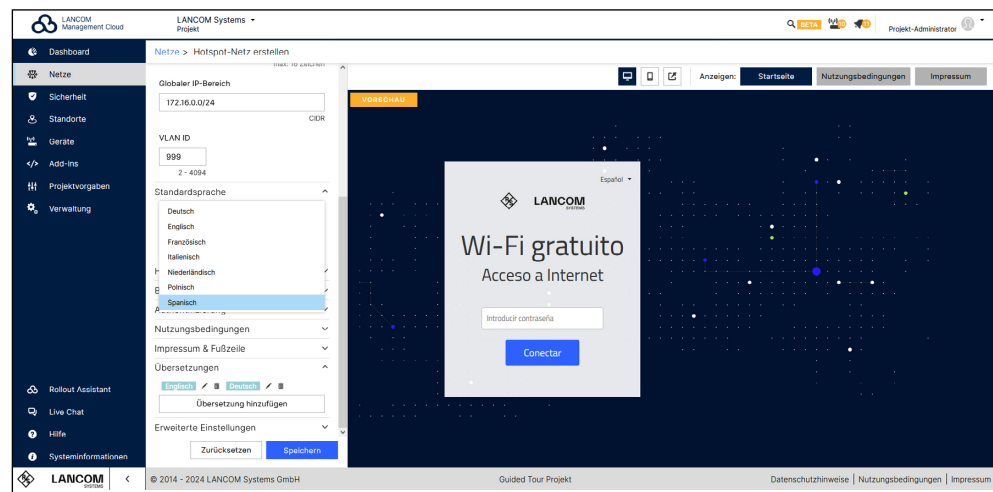 LANCOM
Management Cloud
LANCOM Systems
Projekt
BETA
Projekt-Administrator
Dashboard
Netze
Sicherheit
Standorte
Geräte
Add-ins
Projektvorgaben
Verwaltung
Rollout Assistant
Live Chat
Hilfe
Systeminformationen
LANCOM
SYSTEMS
Netze > Hotspot-Netz erstellen
max. 16 Zeichen
Globaler IP-Bereich
172.16.0.0/24
CIDR
VLAN ID
999
2 - 4094
Standardsprache
Deutsch
Englisch
Französisch
Italienisch
Niederländisch
Polnisch
Spanisch
Authentifizierung
Nutzungsbedingungen
Impressum & Fußzeile
Übersetzungen
Englisch Deutsch
Übersetzung hinzufügen
Erweiterte Einstellungen
Zurücksetzen Speichern
Anzeigen: Startseite Nutzungsbedingungen Impressum
VORSCHAU
Español
LANCOM
SYSTEMS
Wi-Fi gratuito
Acceso a Internet
Introducir contraseña
Conectar
© 2014 - 2024 LANCOM Systems GmbH
Guided Tour Projekt
Datenschutzhinweise | Nutzungsbedingungen | Impressum